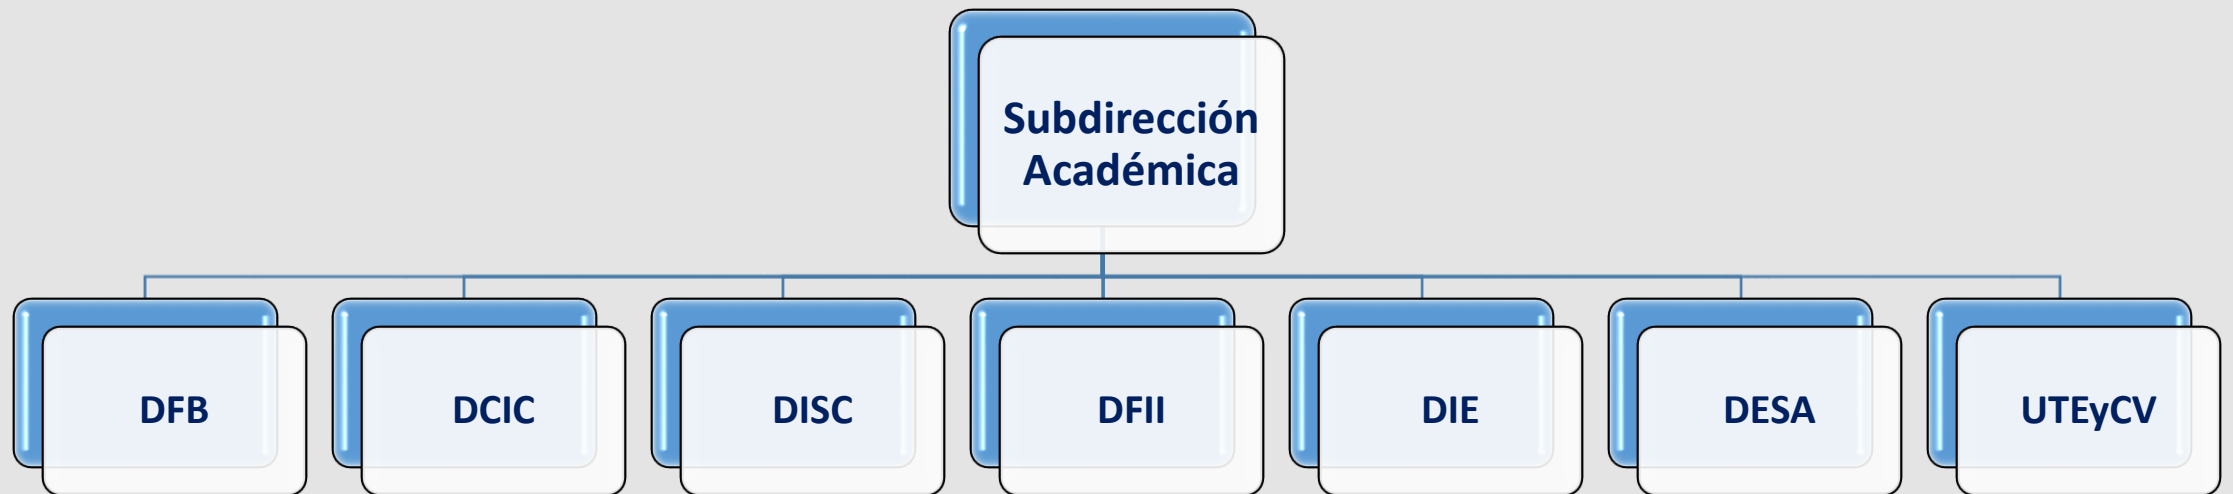 Subdirección
Académica
DFB
DCIC
DISC
DFII
DIE
DESA
UTEyCV